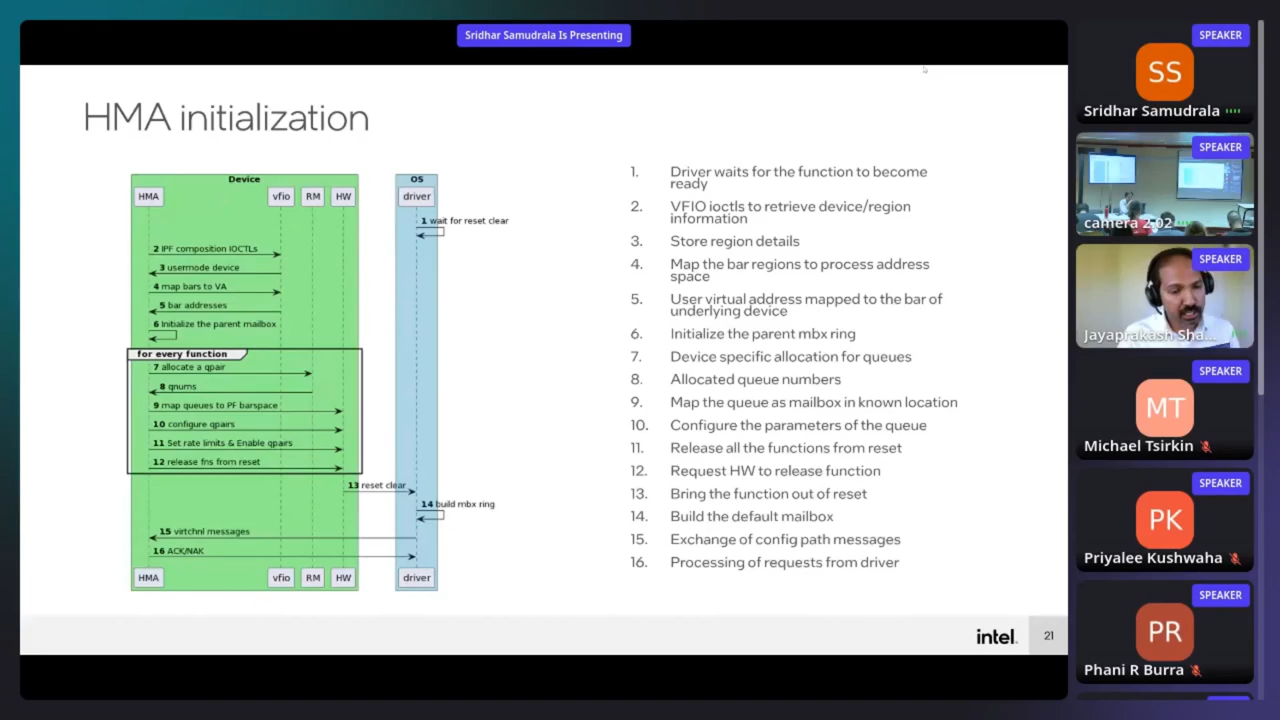 Sridhar Samudrala Is Presenting
HMA initialization
Device
OS
HMA
vfio
RM
HW
driver
1 wait for reset clear
2 IPF composition IOCTLs
3 usermode device
4 map bars to VA
5 bar addresses
6 Initialize the parent mailbox
for every function
7 allocate a qpair
8 qnums
9 map queues to PF barspace
10 configure qpairs
11 Set rate limits & Enable qpairs
12 release fns from reset
13 reset clear
14 build mbx ring
15 virtchnl messages
16 ACK/NAK
HMA
vfio
RM
HW
driver
1. Driver waits for the function to become
ready
2. VFIO ioctls to retrieve device/region
information
3. Store region details
4. Map the bar regions to process address
space
5. User virtual address mapped to the bar of
underlying device
6. Initialize the parent mbx ring
7. Device specific allocation for queues
8. Allocated queue numbers
9. Map the queue as mailbox in known location
10. Configure the parameters of the queue
11. Release all the functions from reset
12. Request HW to release function
13. Bring the function out of reset
14. Build the default mailbox
15. Exchange of config path messages
16. Processing of requests from driver
intel.
21
SPEAKER
SS
Sridhar Samudrala
SPEAKER
camera 2.02
SPEAKER
Jayaprakash Sha...
SPEAKER
MT
Michael Tsirkin
SPEAKER
PK
Priyalee Kushwaha
SPEAKER
PR
Phani R Burra